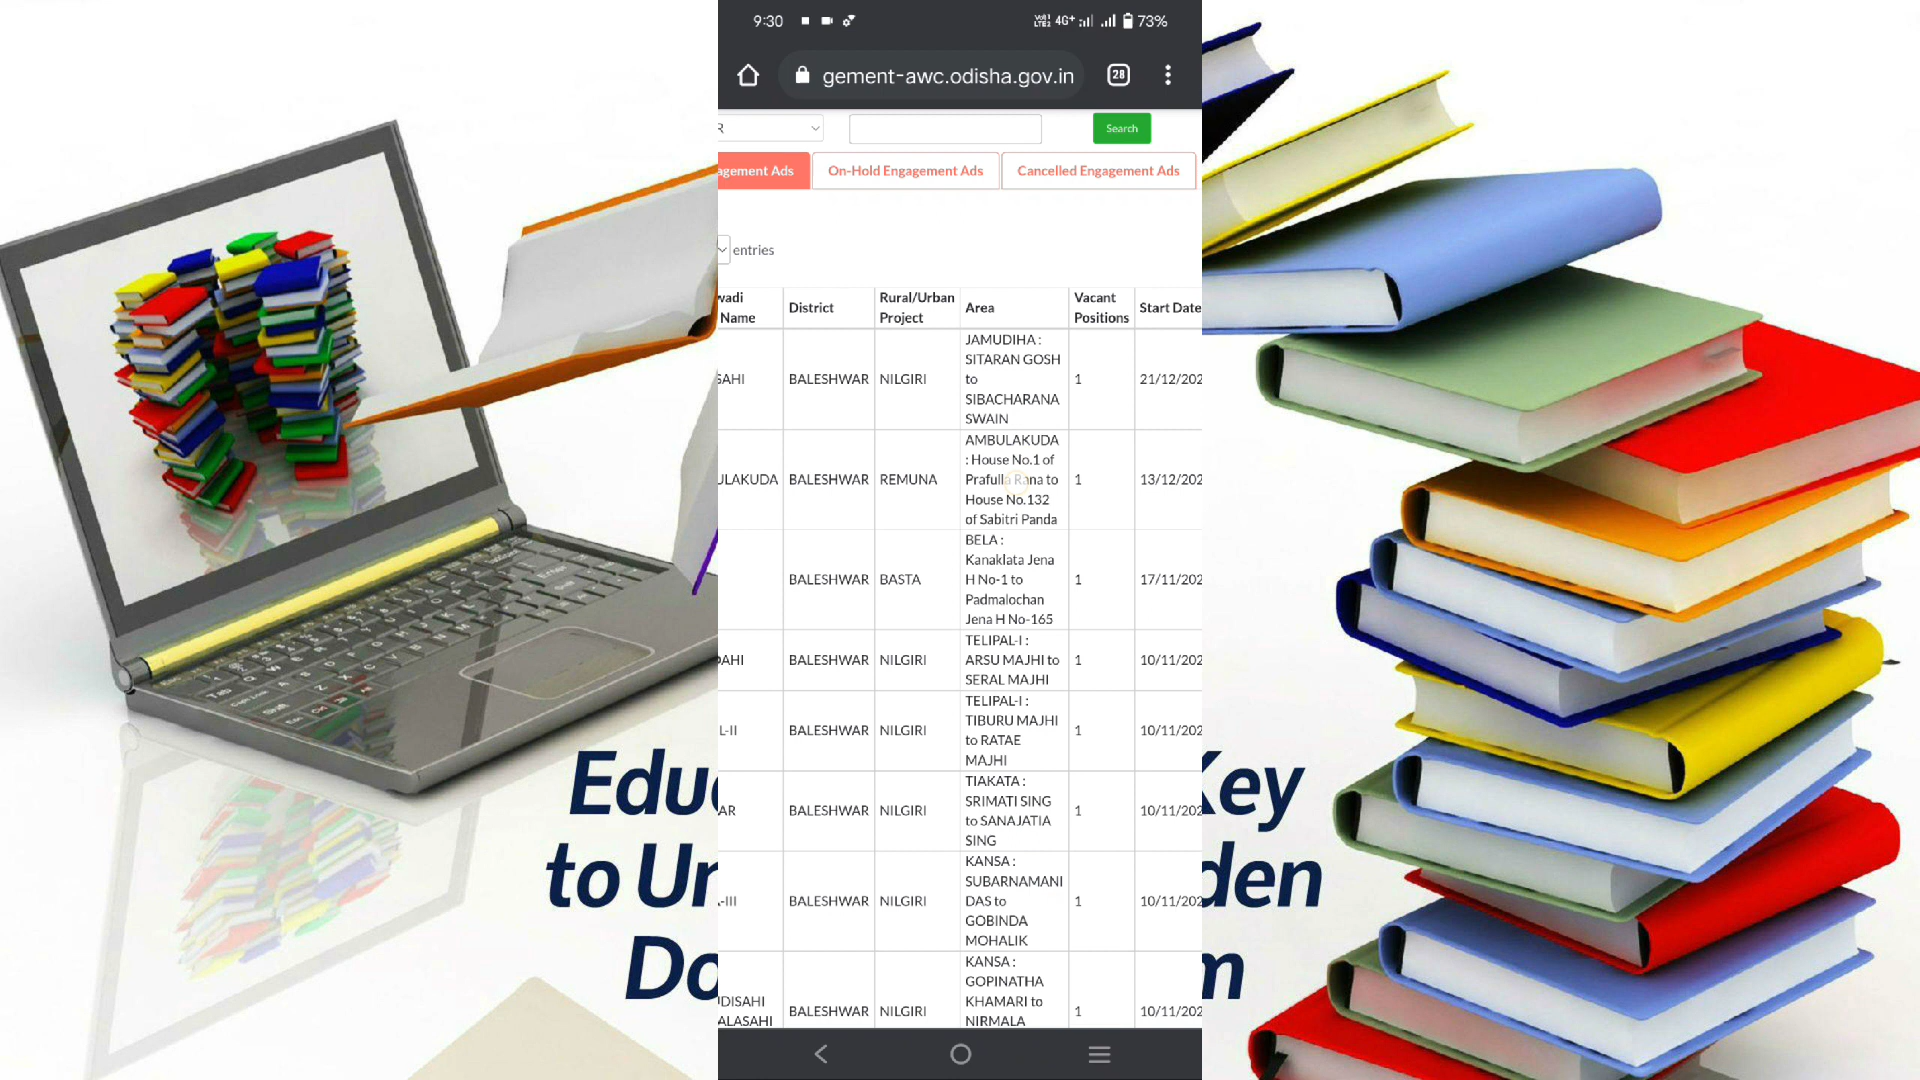 9:30
4G+ 73%
gement-awc.odisha.gov.in 28
R
Search
agement Ads On-Hold Engagement Ads Cancelled Engagement Ads
entries
wadi Name District Rural/Urban Project Area Vacant Positions Start Date
SAHI BALESHWAR NILGIRI JAMUDIHA : SITARAN GOSH to SIBACHARANA SWAIN 1 21/12/202
ULAKUDA BALESHWAR REMUNA AMBULAKUDA : House No.1 of Prafulla Rana to House No.132 of Sabitri Panda 1 13/12/202
BALESHWAR BASTA BELA : Kanaklata Jena H No-1 to Padmalochan Jena H No-165 1 17/11/202
DAHI BALESHWAR NILGIRI TELIPAL-I : ARSU MAJHI to SERAL MAJHI 1 10/11/202
L-II BALESHWAR NILGIRI TELIPAL-I : TIBURU MAJHI to RATAE MAJHI 1 10/11/202
AR BALESHWAR NILGIRI TIAKATA : SRIMATI SING to SANAJATIA SING 1 10/11/202
-III BALESHWAR NILGIRI KANSA : SUBARNAMANI DAS to GOBINDA MOHALIK 1 10/11/202
DISAHI ALASAHI BALESHWAR NILGIRI KANSA : GOPINATHA KHAMARI to NIRMALA 1 10/11/202
Edu Key
to Un den
Do m